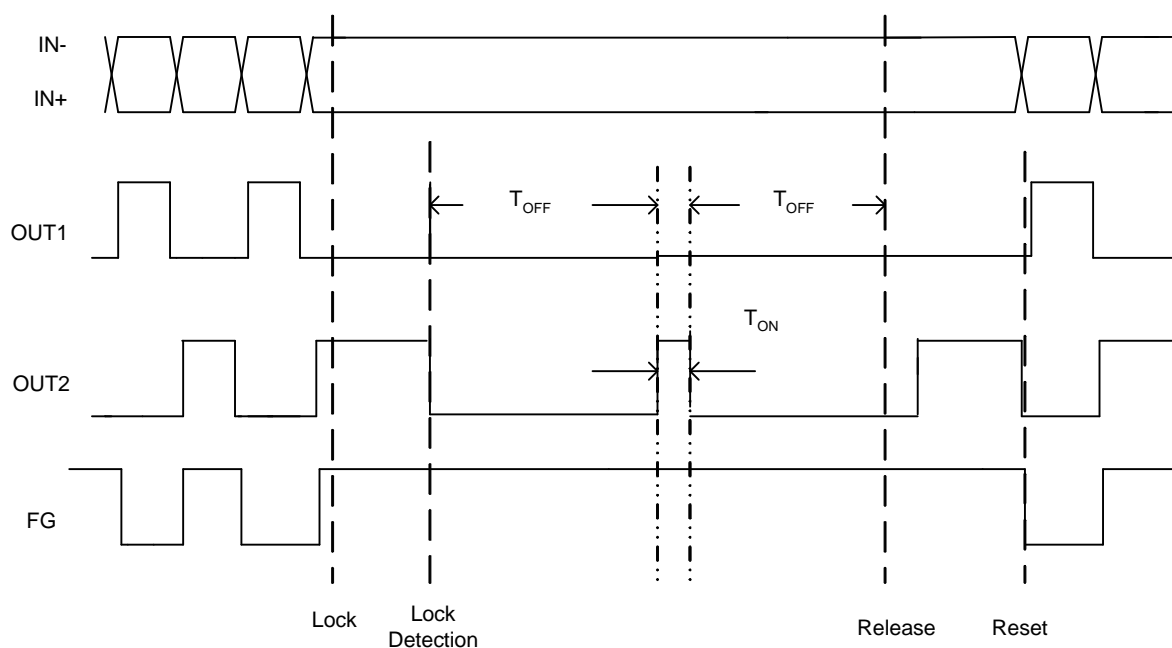 IN-
IN+
TOFF
TOFF
OUT1
TON
OUT2
FG
Lock
Lock
Detection
Release
Reset